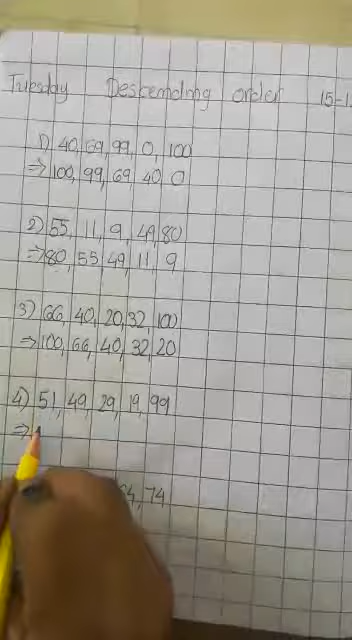 Tuesday Descending order 15-1
1) 40, 69, 99, 0, 100
⇒ 100, 99, 69, 40, 0
2) 55, 11, 9, 49, 80
⇒ 80, 55, 49, 11, 9
3) 66, 40, 20, 32, 100
⇒ 100, 66, 40, 32, 20
4) 51, 49, 29, 19, 99
⇒
74